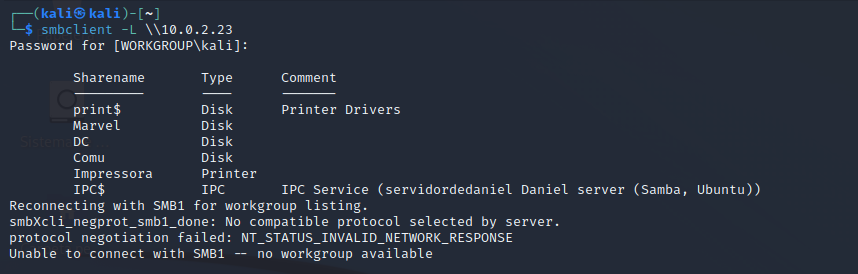 ┌──(kali㉿kali)-[~]
└─$ smbclient -L \\10.0.2.23
Password for [WORKGROUP\kali]:
Sharename Type Comment
--------- ---- -------
print$ Disk Printer Drivers
Marvel Disk
DC Disk
Comu Disk
Impressora Printer
IPC$ IPC IPC Service (servidordedaniel Daniel server (Samba, Ubuntu))
Reconnecting with SMB1 for workgroup listing.
smbXcli_negprot_smb1_done: No compatible protocol selected by server.
protocol negotiation failed: NT_STATUS_INVALID_NETWORK_RESPONSE
Unable to connect with SMB1 -- no workgroup available